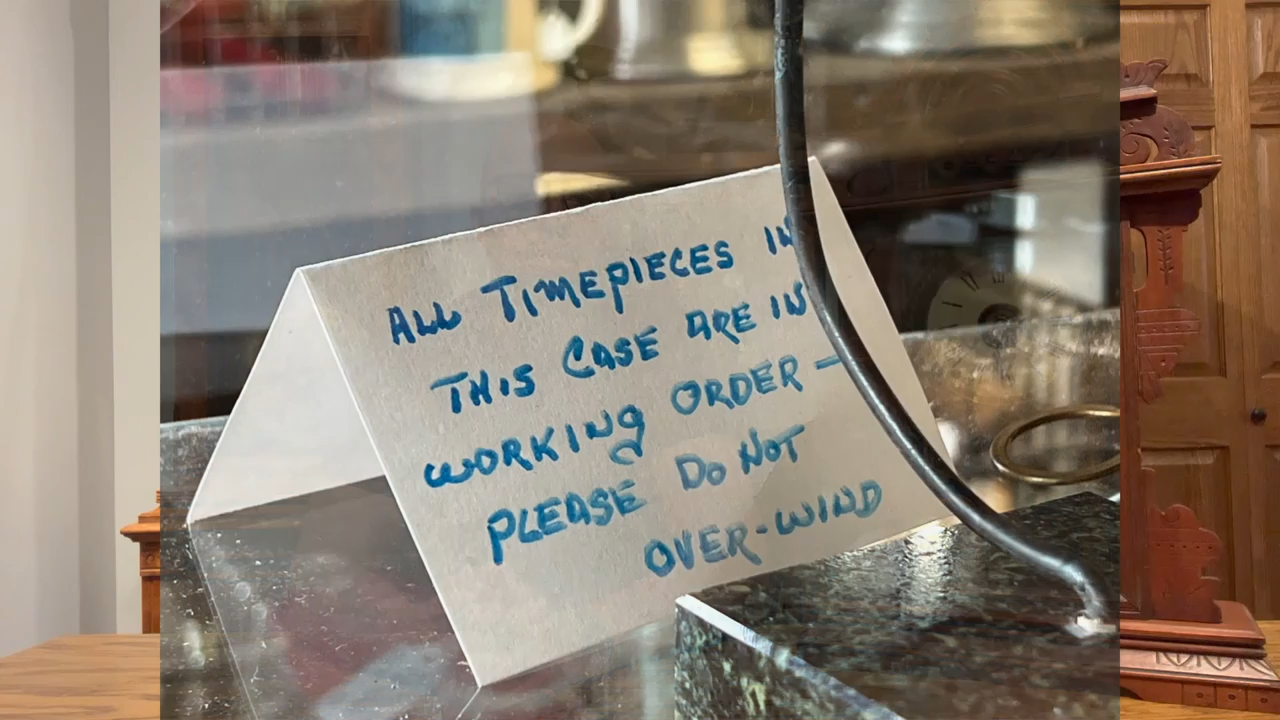 ALL TIMEPIECES IN
THIS CASE ARE IN
WORKING ORDER —
PLEASE DO NOT
OVER-WIND